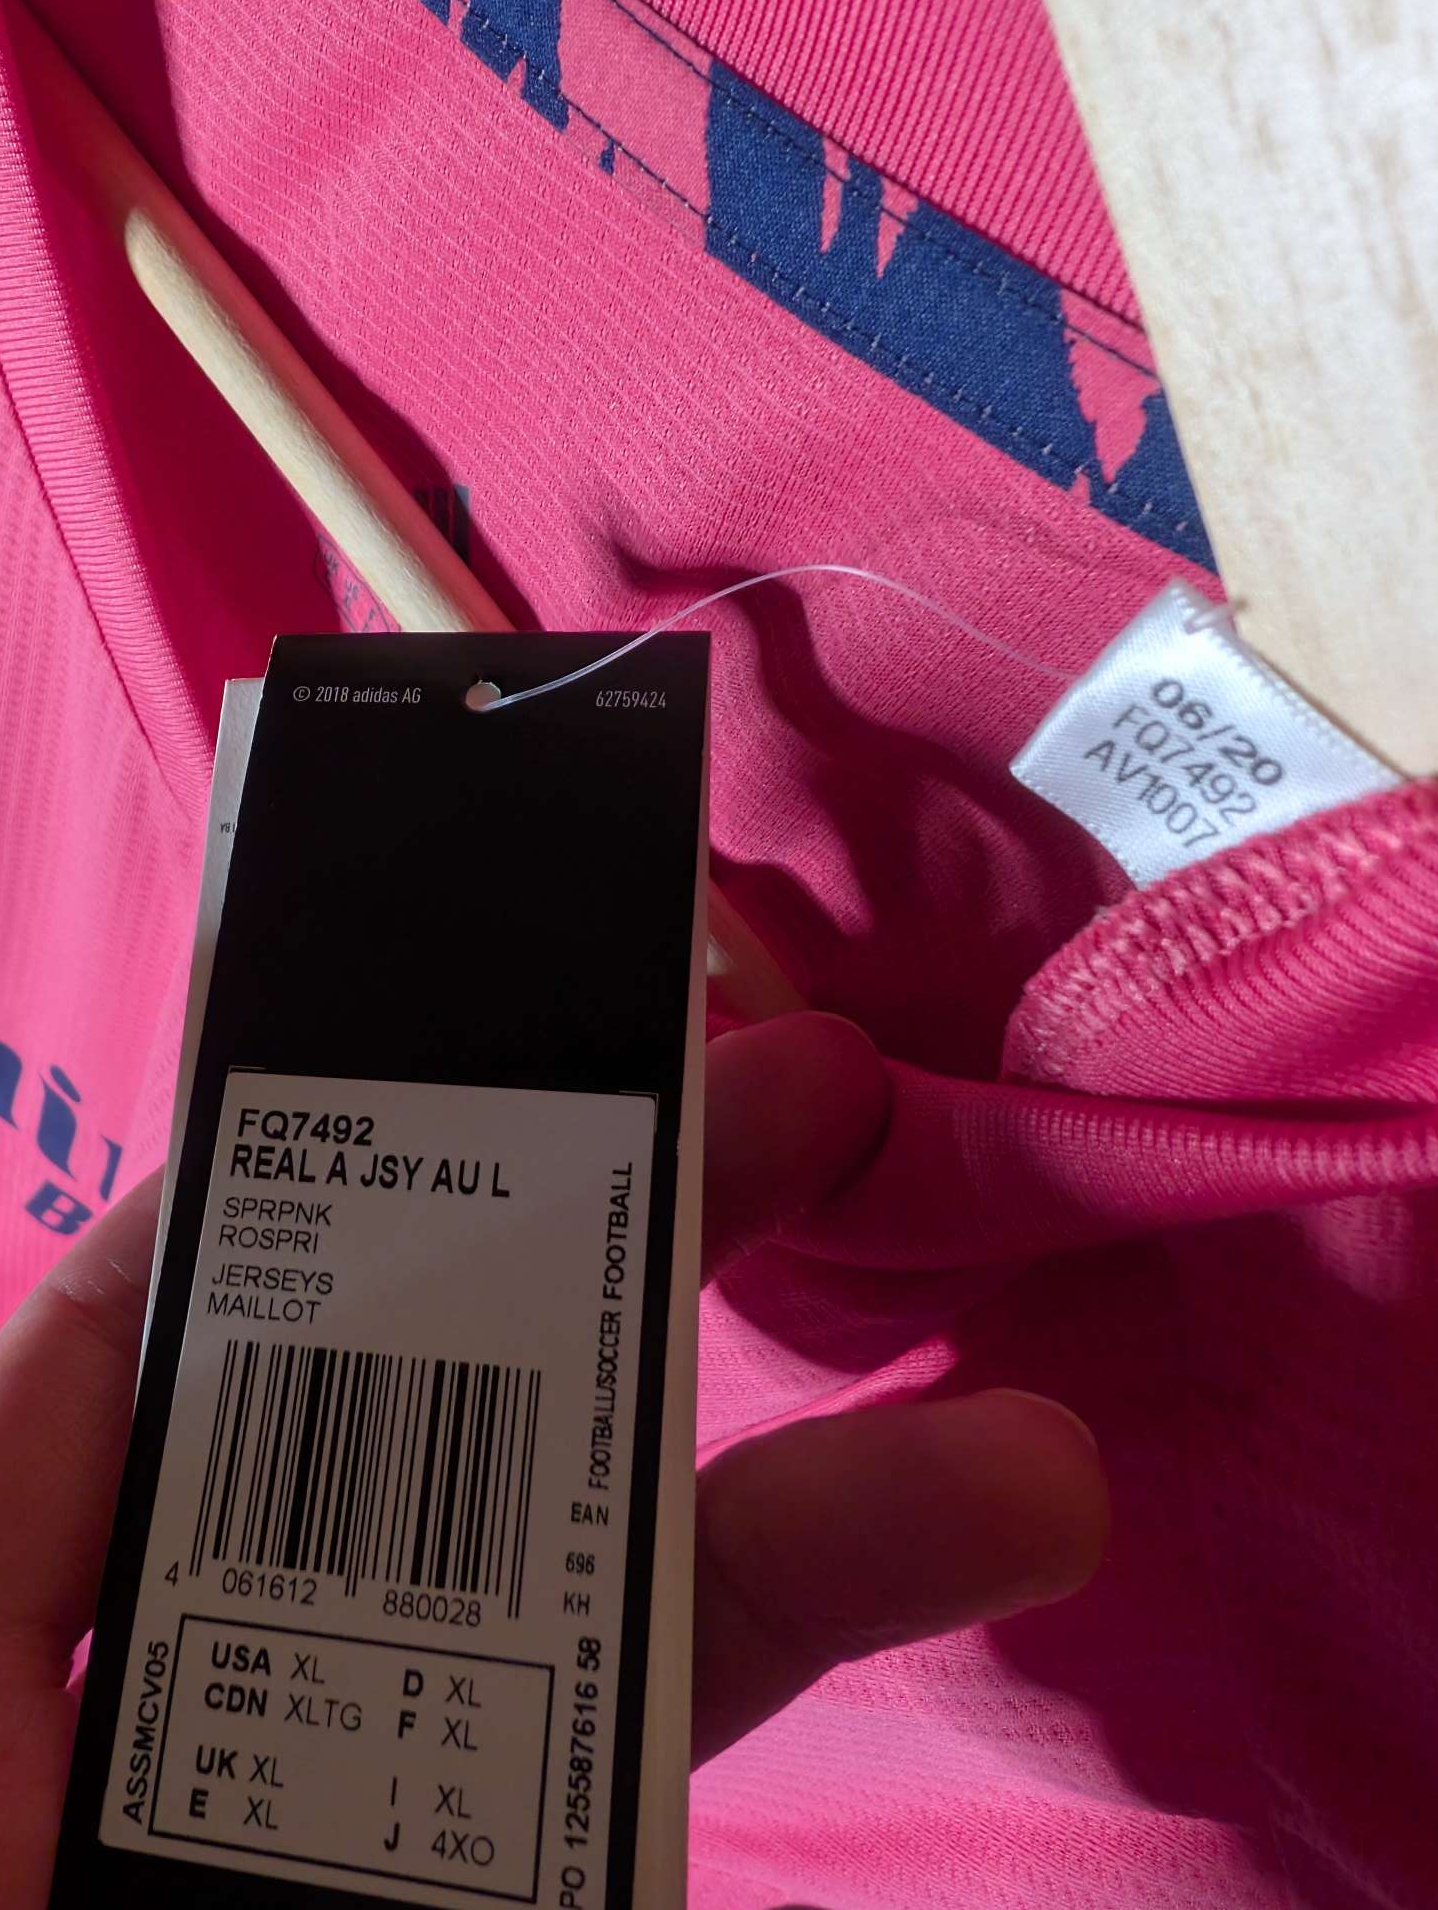 © 2018 adidas AG
62759424
06/20
FQ7492
AV1007
FQ7492
REAL A JSY AU L
SPRPNK
ROSPRI
JERSEYS
MAILLOT
FOOTBALL/SOCCER FOOTBALL
EAN
696
KH
4 061612 880028
ASSMCV05
USA XL D XL
CDN XLTG F XL
UK XL I XL
E XL J 4XO
PO 125587616 58